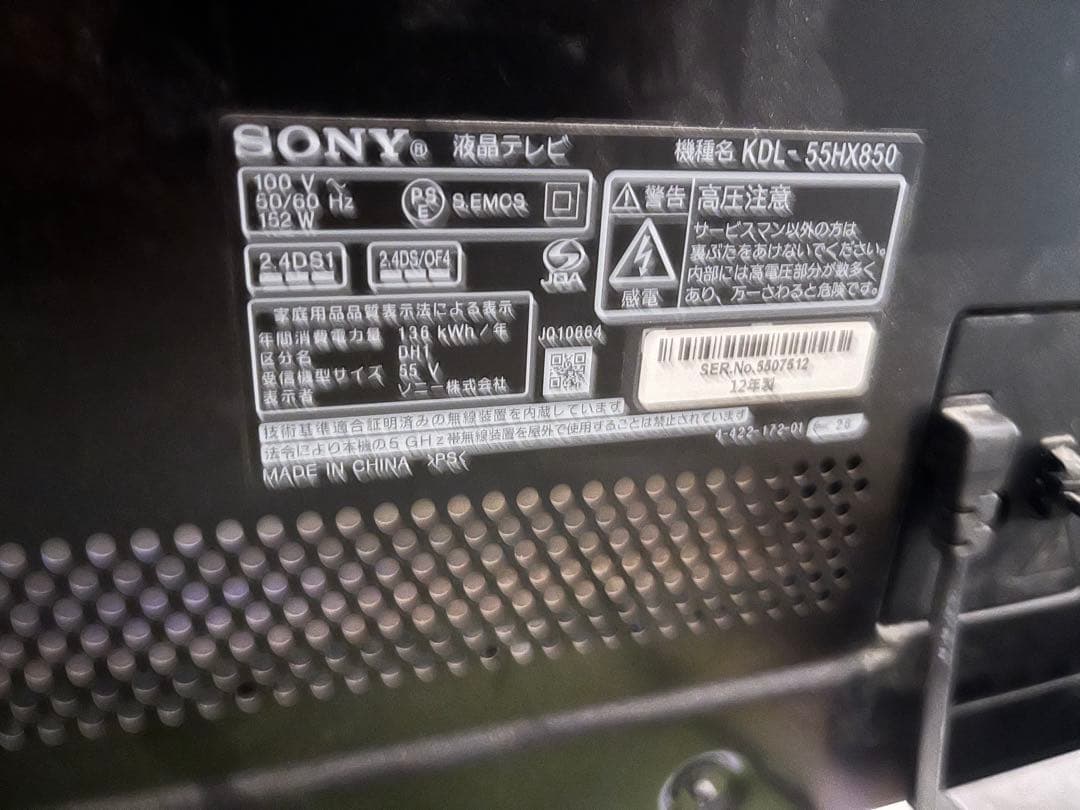 SONY® 液晶テレビ 機種名 KDL-55HX850
100 V ~
50/60 Hz
152 W
PSE S.EMCS
2.4DS1 2.4DS/OF4
JQA
警告 高圧注意
サービスマン以外の方は
裏ぶたをあけないでください。
内部には高電圧部分が数多く
あり、万一さわると危険です。
感電
家庭用品品質表示法による表示
年間消費電力量 136 kWh/年
区分名 DH1
受信機型サイズ 55 V
表示者 ソニー株式会社
JQ10664
SER.No.5507512
12年製
技術基準適合証明済みの無線装置を内蔵しています
法令により本機の5 GHz帯無線装置を屋外で使用することは禁止されています
4-422-172-01 26
MADE IN CHINA >PS<